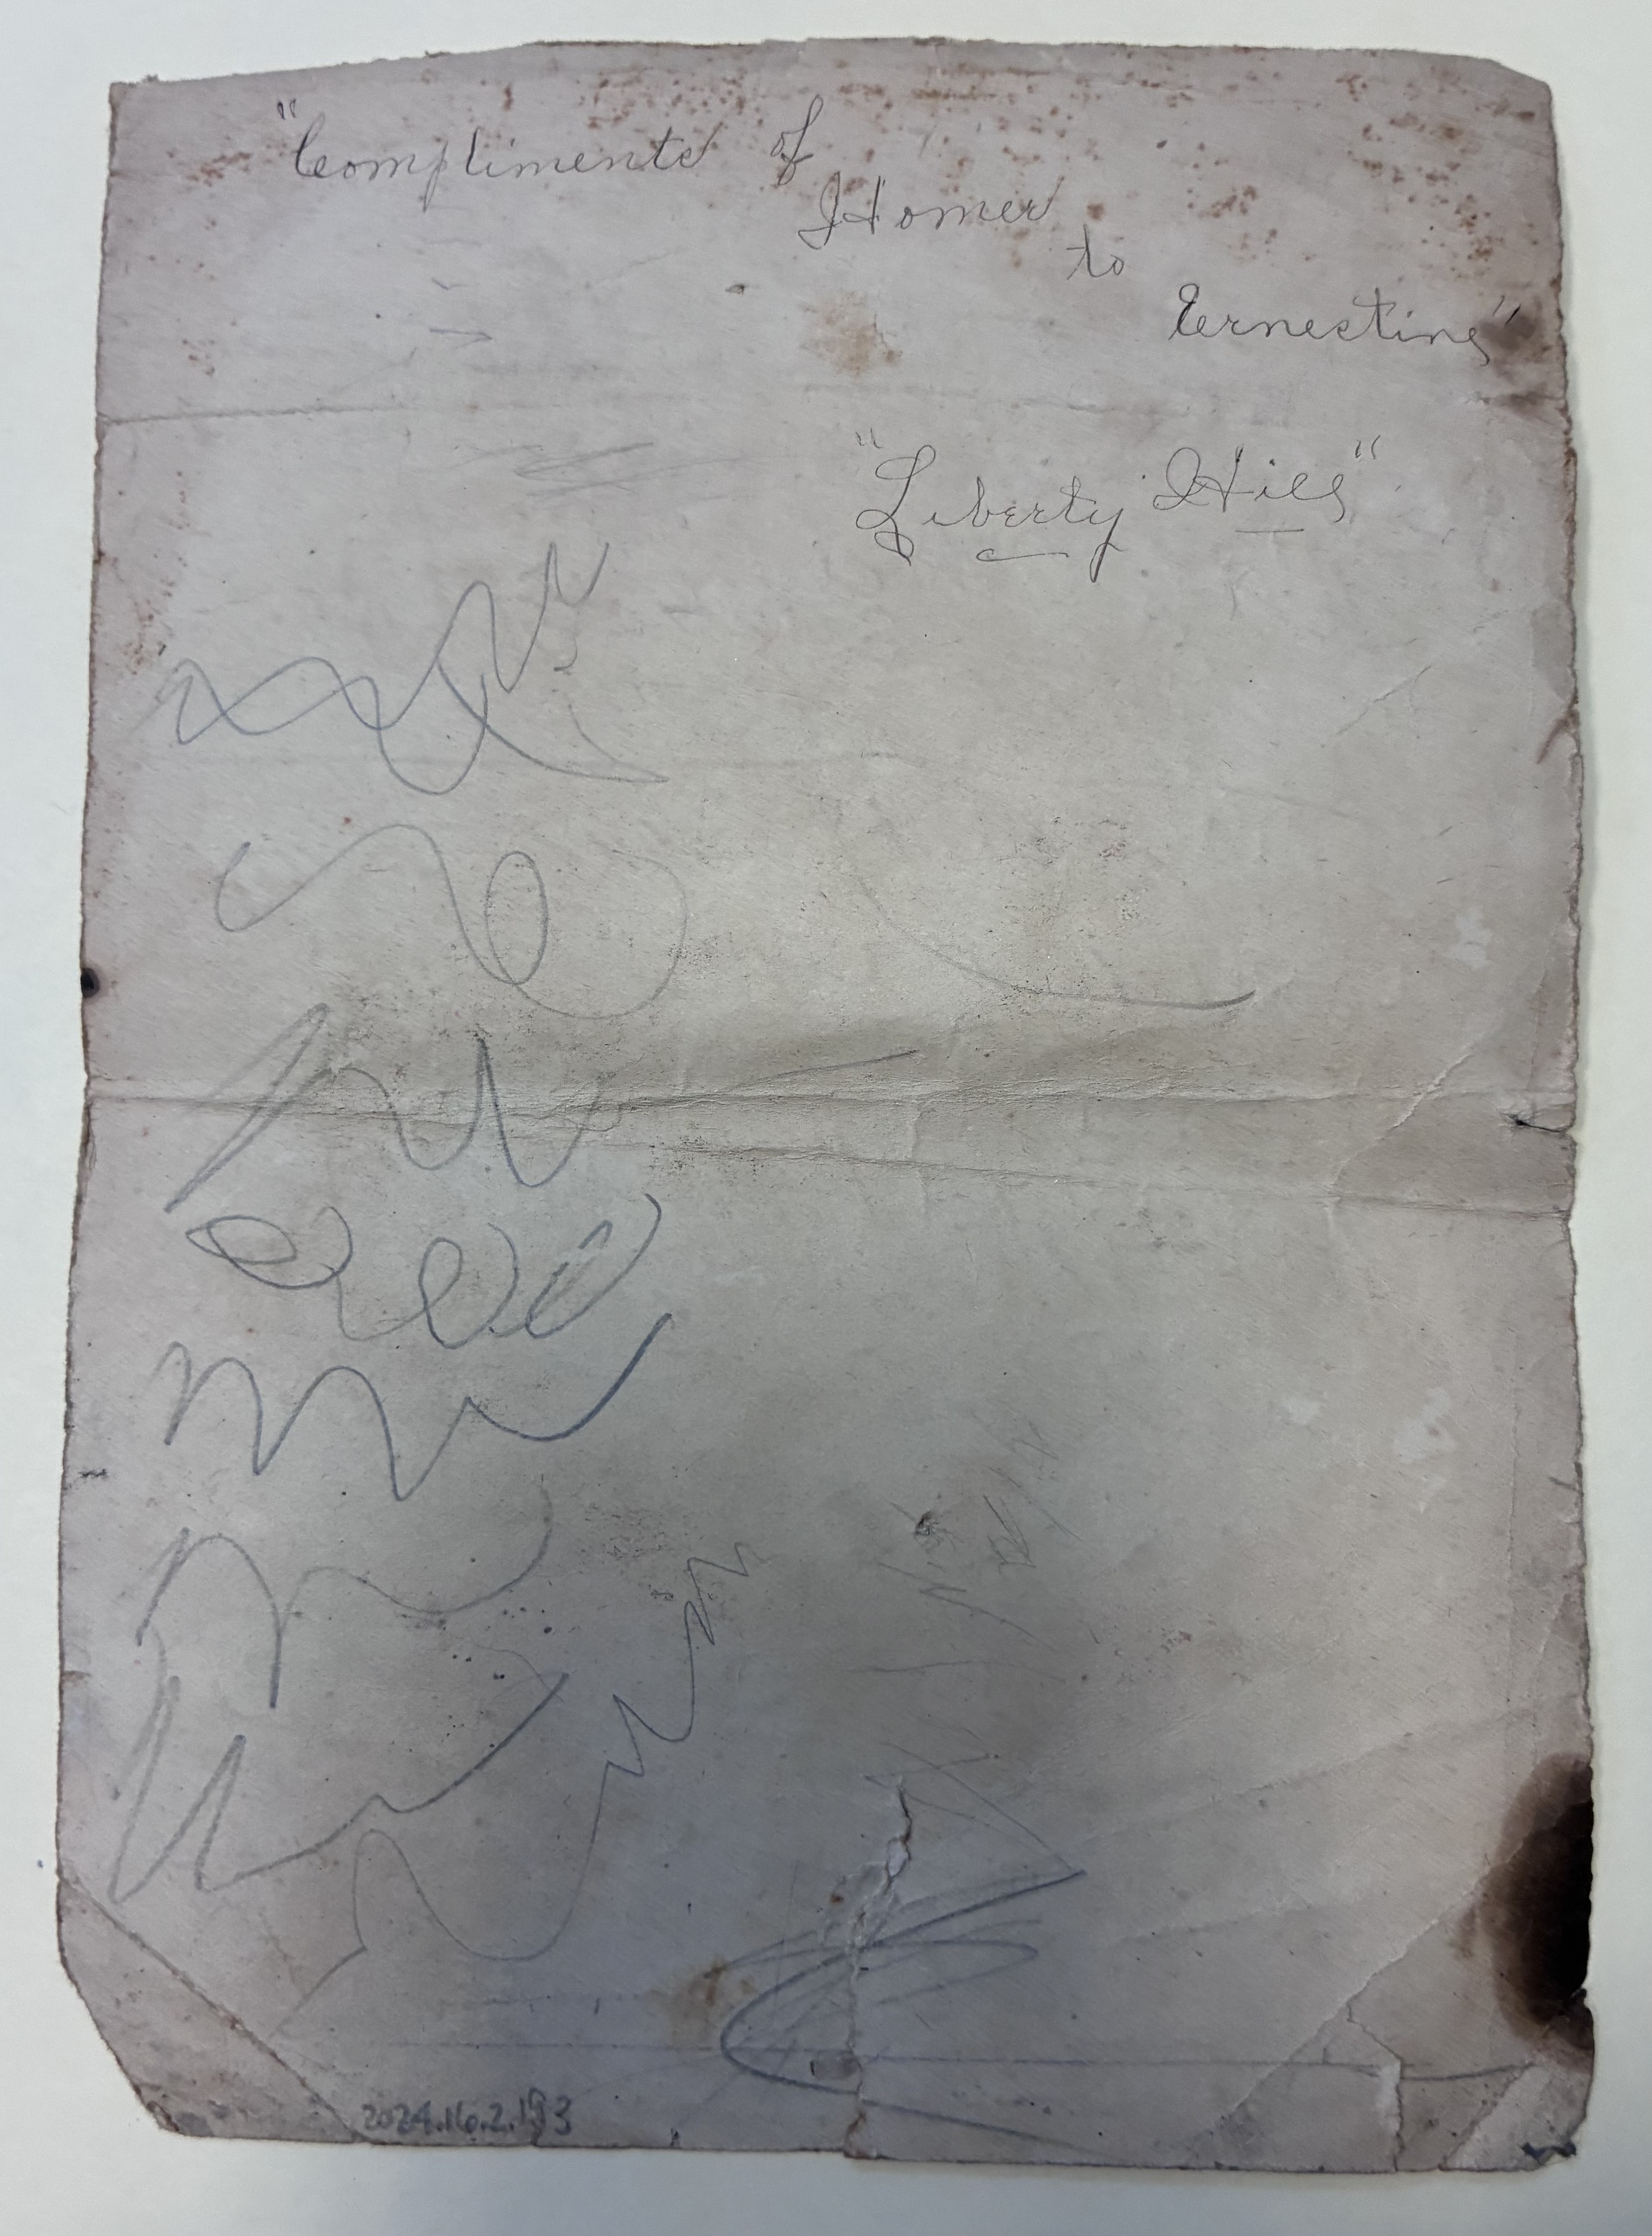 "Compliments of
Homer
to
Ernestine"
"Liberty Hill"
2024.16.2.193